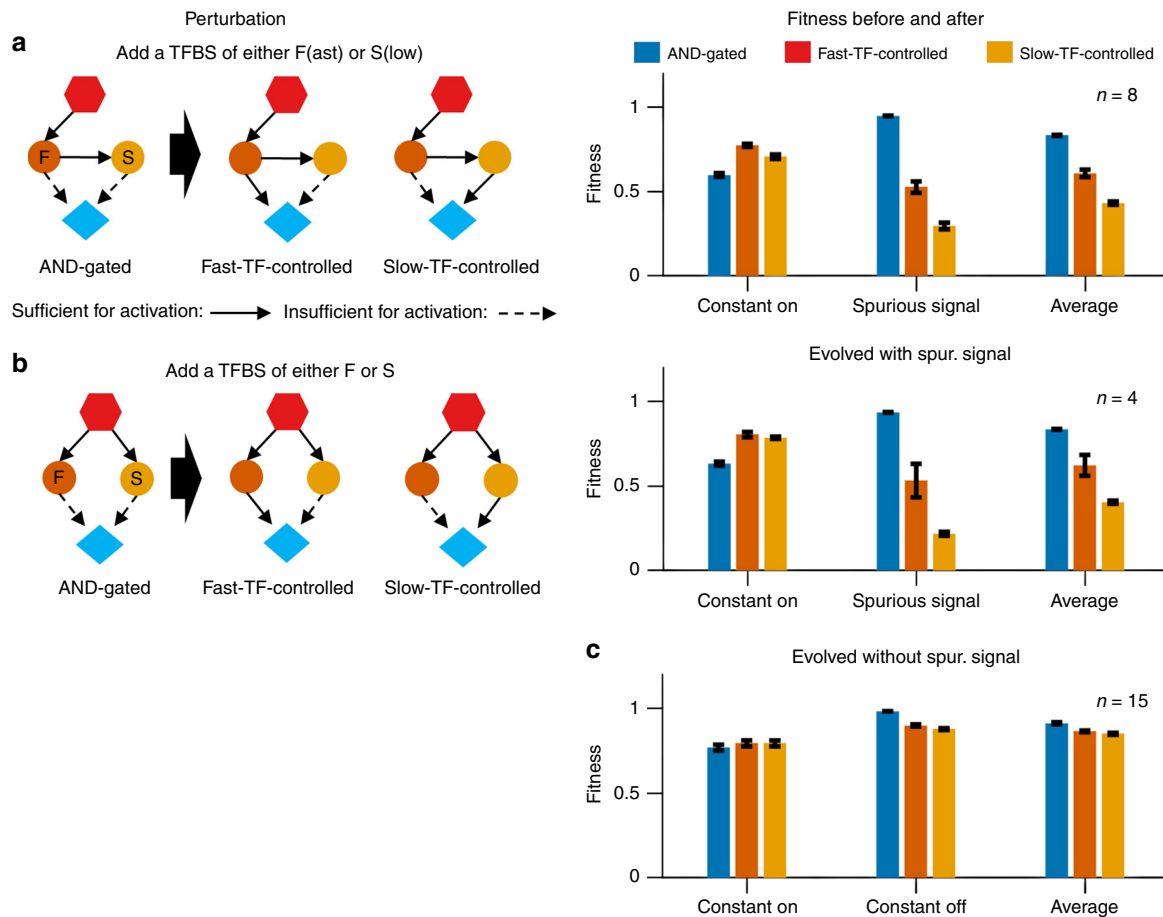 Perturbation
Fitness before and after
a
Add a TFBS of either F(ast) or S(low)
AND-gated
Fast-TF-controlled
Slow-TF-controlled
F
S
AND-gated
Fast-TF-controlled
Slow-TF-controlled
Sufficient for activation:
Insufficient for activation:
n = 8
Fitness
1
0.5
0
Constant on
Spurious signal
Average
b
Add a TFBS of either F or S
F
S
AND-gated
Fast-TF-controlled
Slow-TF-controlled
Evolved with spur. signal
n = 4
Fitness
1
0.5
0
Constant on
Spurious signal
Average
c
Evolved without spur. signal
n = 15
Fitness
1
0.5
0
Constant on
Constant off
Average